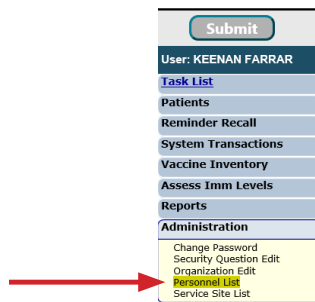 Submit
User: KEENAN FARRAR
Task List
Patients
Reminder Recall
System Transactions
Vaccine Inventory
Assess Imm Levels
Reports
Administration
Change Password
Security Question Edit
Organization Edit
Personnel List
Service Site List